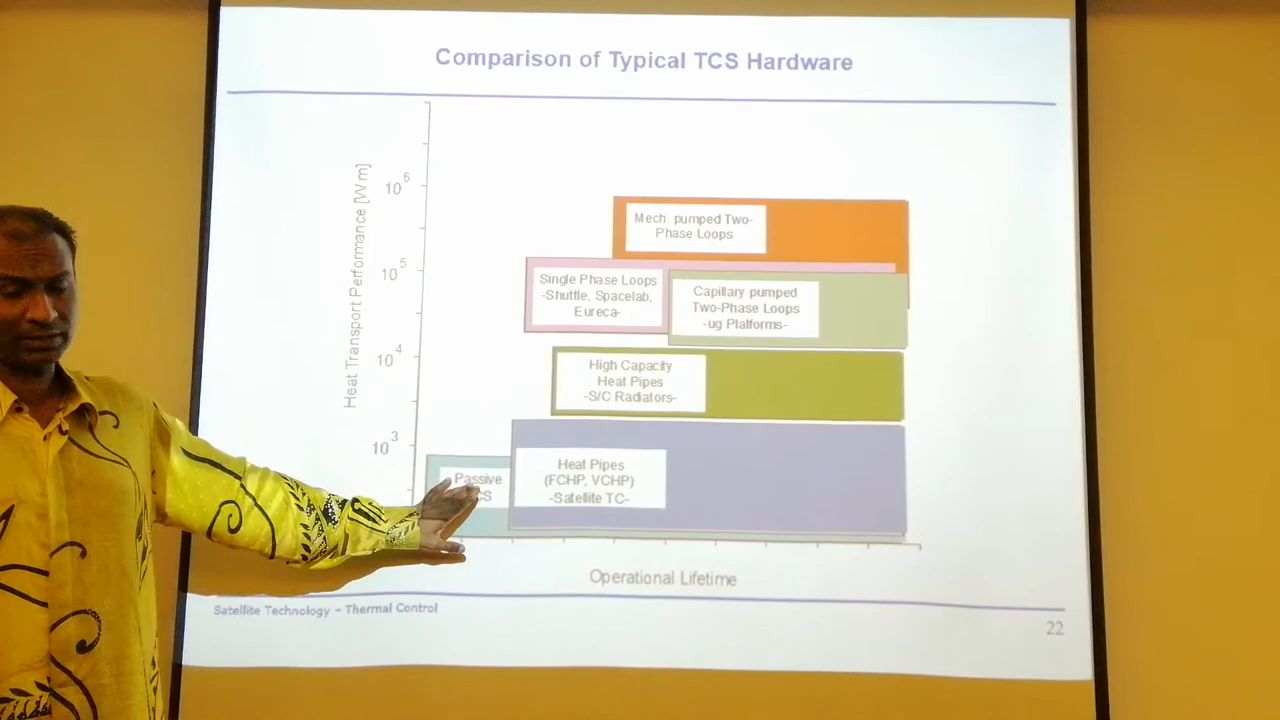 Comparison of Typical TCS Hardware
Heat Transport Performance [W.m]
10^6
10^5
10^4
10^3
Mech. pumped Two-
Phase Loops
Single Phase Loops
-Shuttle, Spacelab,
Eureca-
Capillary pumped
Two-Phase Loops
-ug Platforms-
High Capacity
Heat Pipes
-S/C Radiators-
Passive
Heat Pipes
(FCHP, VCHP)
-Satellite TC-
Operational Lifetime
Satellite Technology – Thermal Control
22